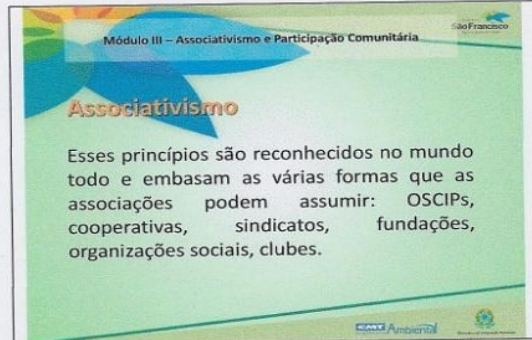 São Francisco
Módulo III – Associativismo e Participação Comunitária
Associativismo
Esses princípios são reconhecidos no mundo
todo e embasam as várias formas que as
associações podem assumir: OSCIPs,
cooperativas, sindicatos, fundações,
organizações sociais, clubes.
CMT Ambiental